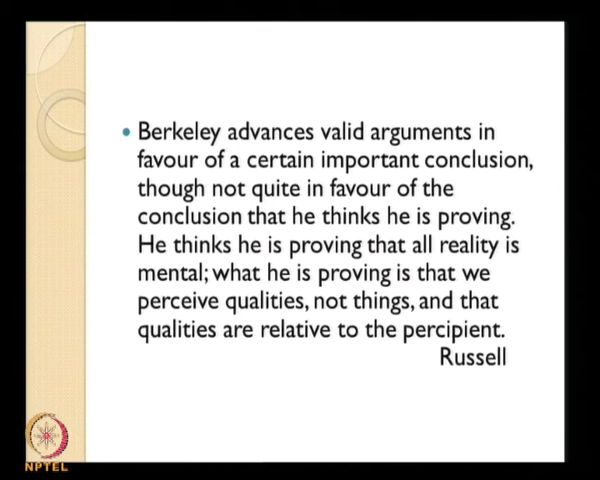 • Berkeley advances valid arguments in
favour of a certain important conclusion,
though not quite in favour of the
conclusion that he thinks he is proving.
He thinks he is proving that all reality is
mental; what he is proving is that we
perceive qualities, not things, and that
qualities are relative to the percipient.
Russell
NPTEL